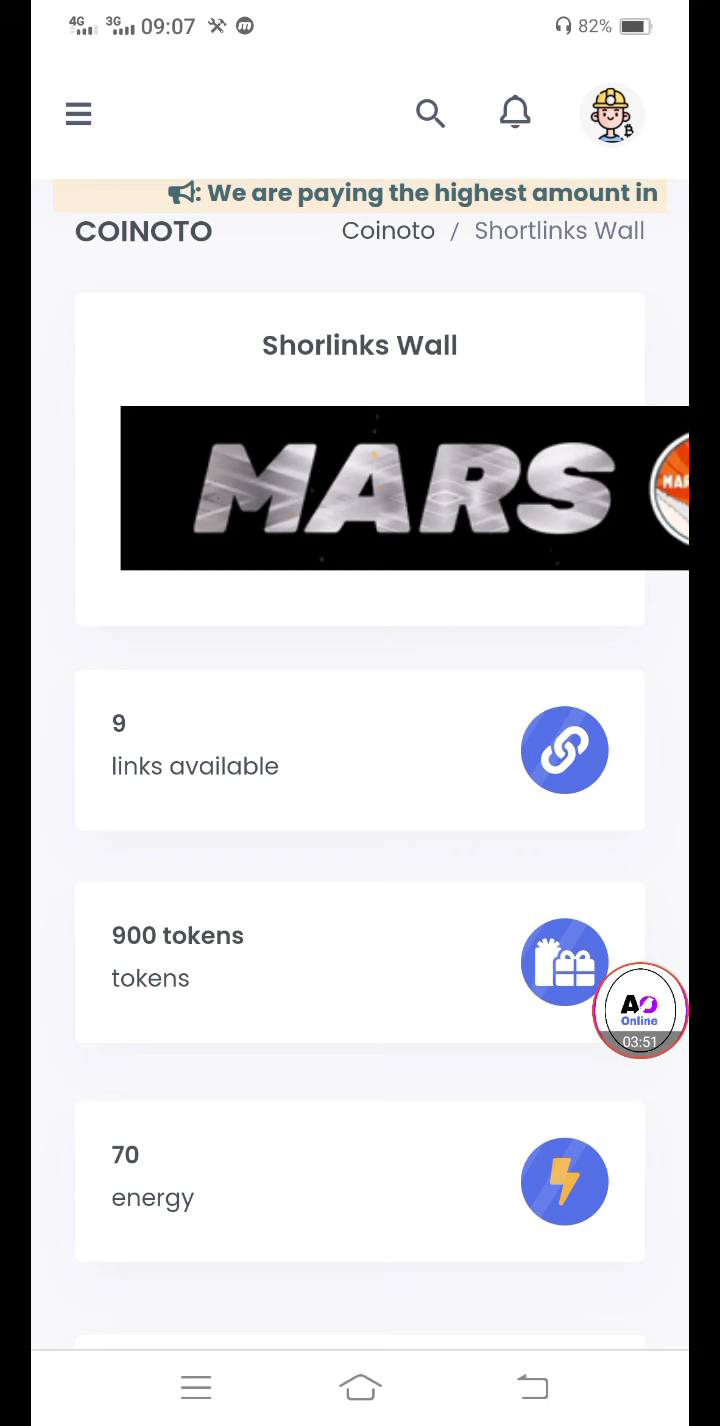 4G 3G 09:07 82%
: We are paying the highest amount in
COINOTO Coinoto / Shortlinks Wall
Shorlinks Wall
MARS
9
links available
900 tokens
tokens
AO
Online
03:51
70
energy